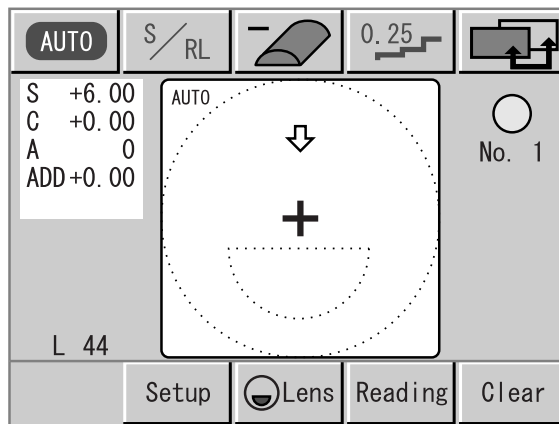 AUTO
S/RL
0.25
S +6.00
C +0.00
A 0
ADD+0.00
AUTO
No. 1
L 44
Setup
Lens
Reading
Clear